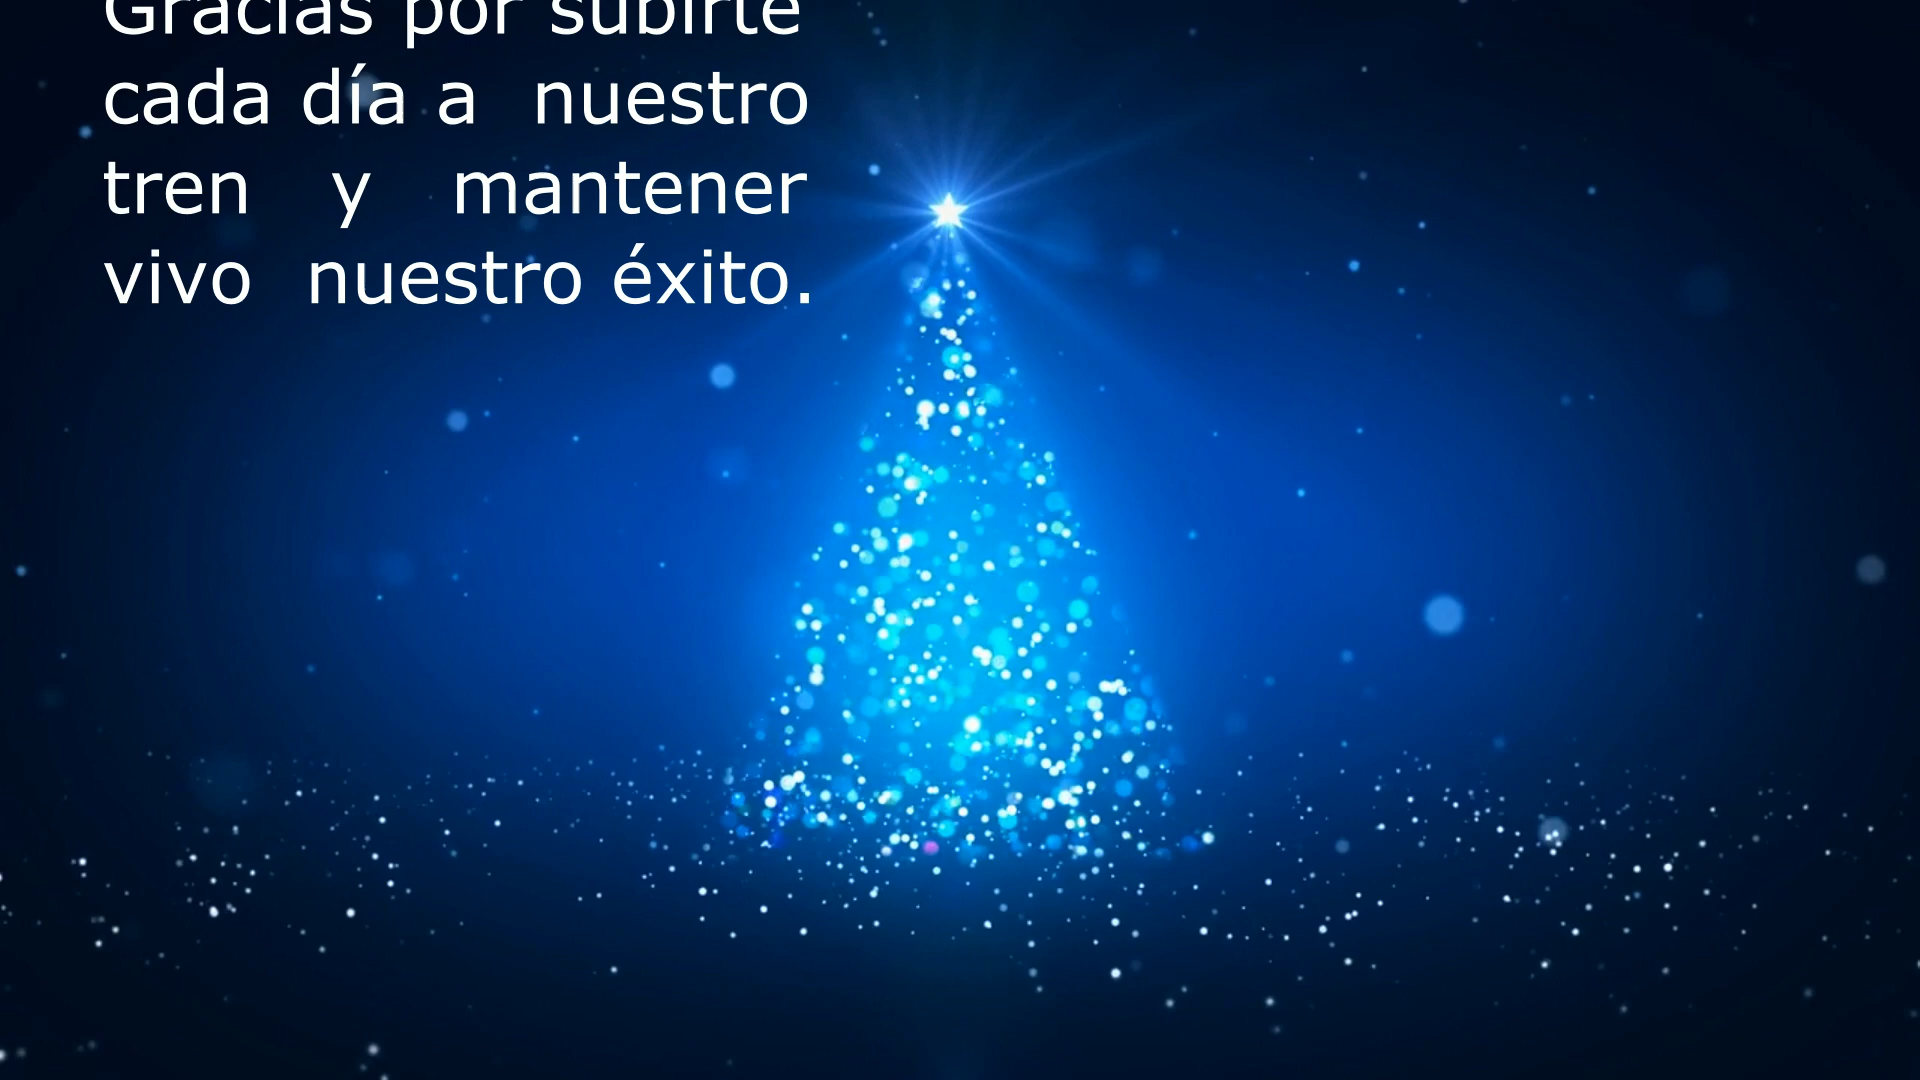 Gracias por subirte
cada día a nuestro
tren y mantener
vivo nuestro éxito.